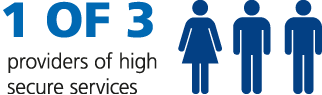 1 OF 3
providers of high
secure services